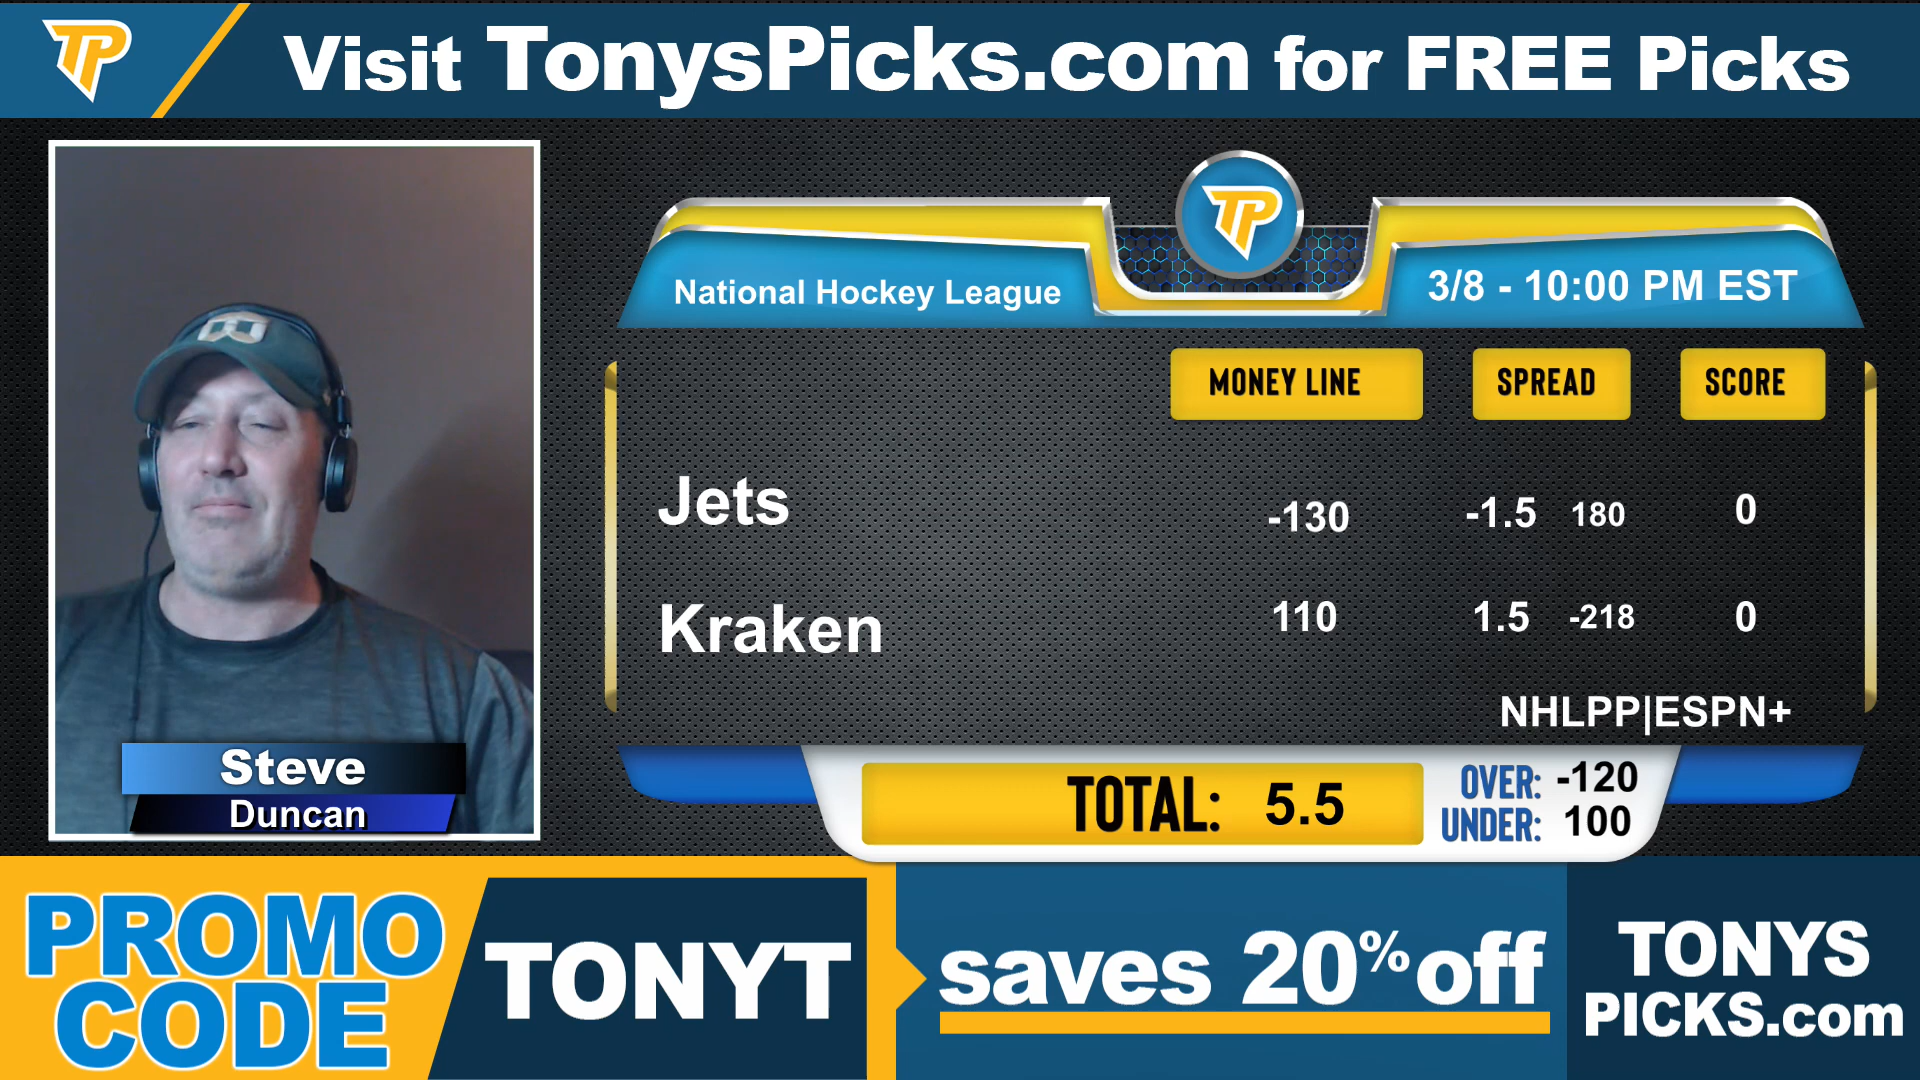 TP
Visit TonysPicks.com for FREE Picks
TP
National Hockey League
3/8 - 10:00 PM EST
MONEY LINE SPREAD SCORE
Jets -130 -1.5 180 0
Kraken 110 1.5 -218 0
NHLPP|ESPN+
TOTAL: 5.5
OVER: -120
UNDER: 100
Steve
Duncan
PROMO
CODE
TONYT
saves 20% off
TONYS
PICKS.com